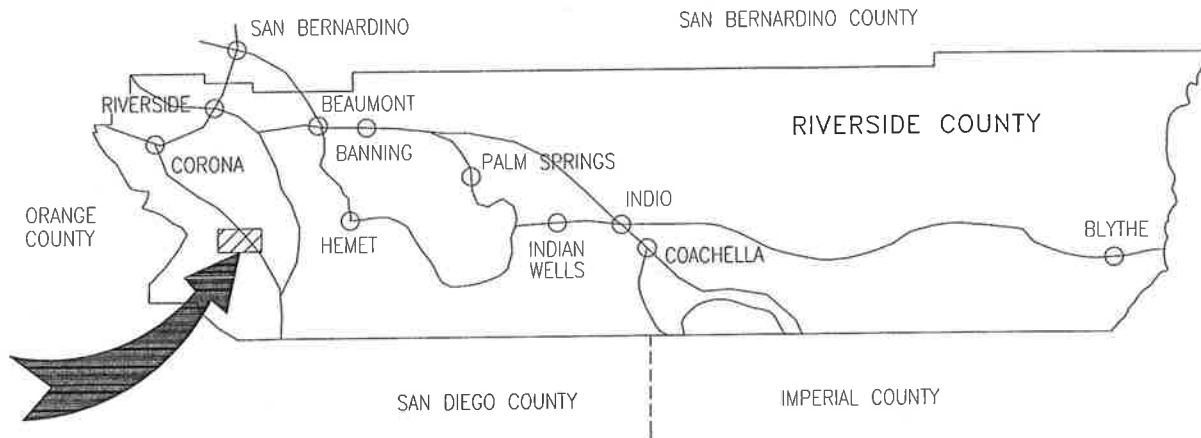 SAN BERNARDINO
SAN BERNARDINO COUNTY
RIVERSIDE
BEAUMONT
RIVERSIDE COUNTY
BANNING
CORONA
PALM SPRINGS
ORANGE
COUNTY
INDIO
HEMET
INDIAN
WELLS
COACHELLA
BLYTHE
SAN DIEGO COUNTY
IMPERIAL COUNTY